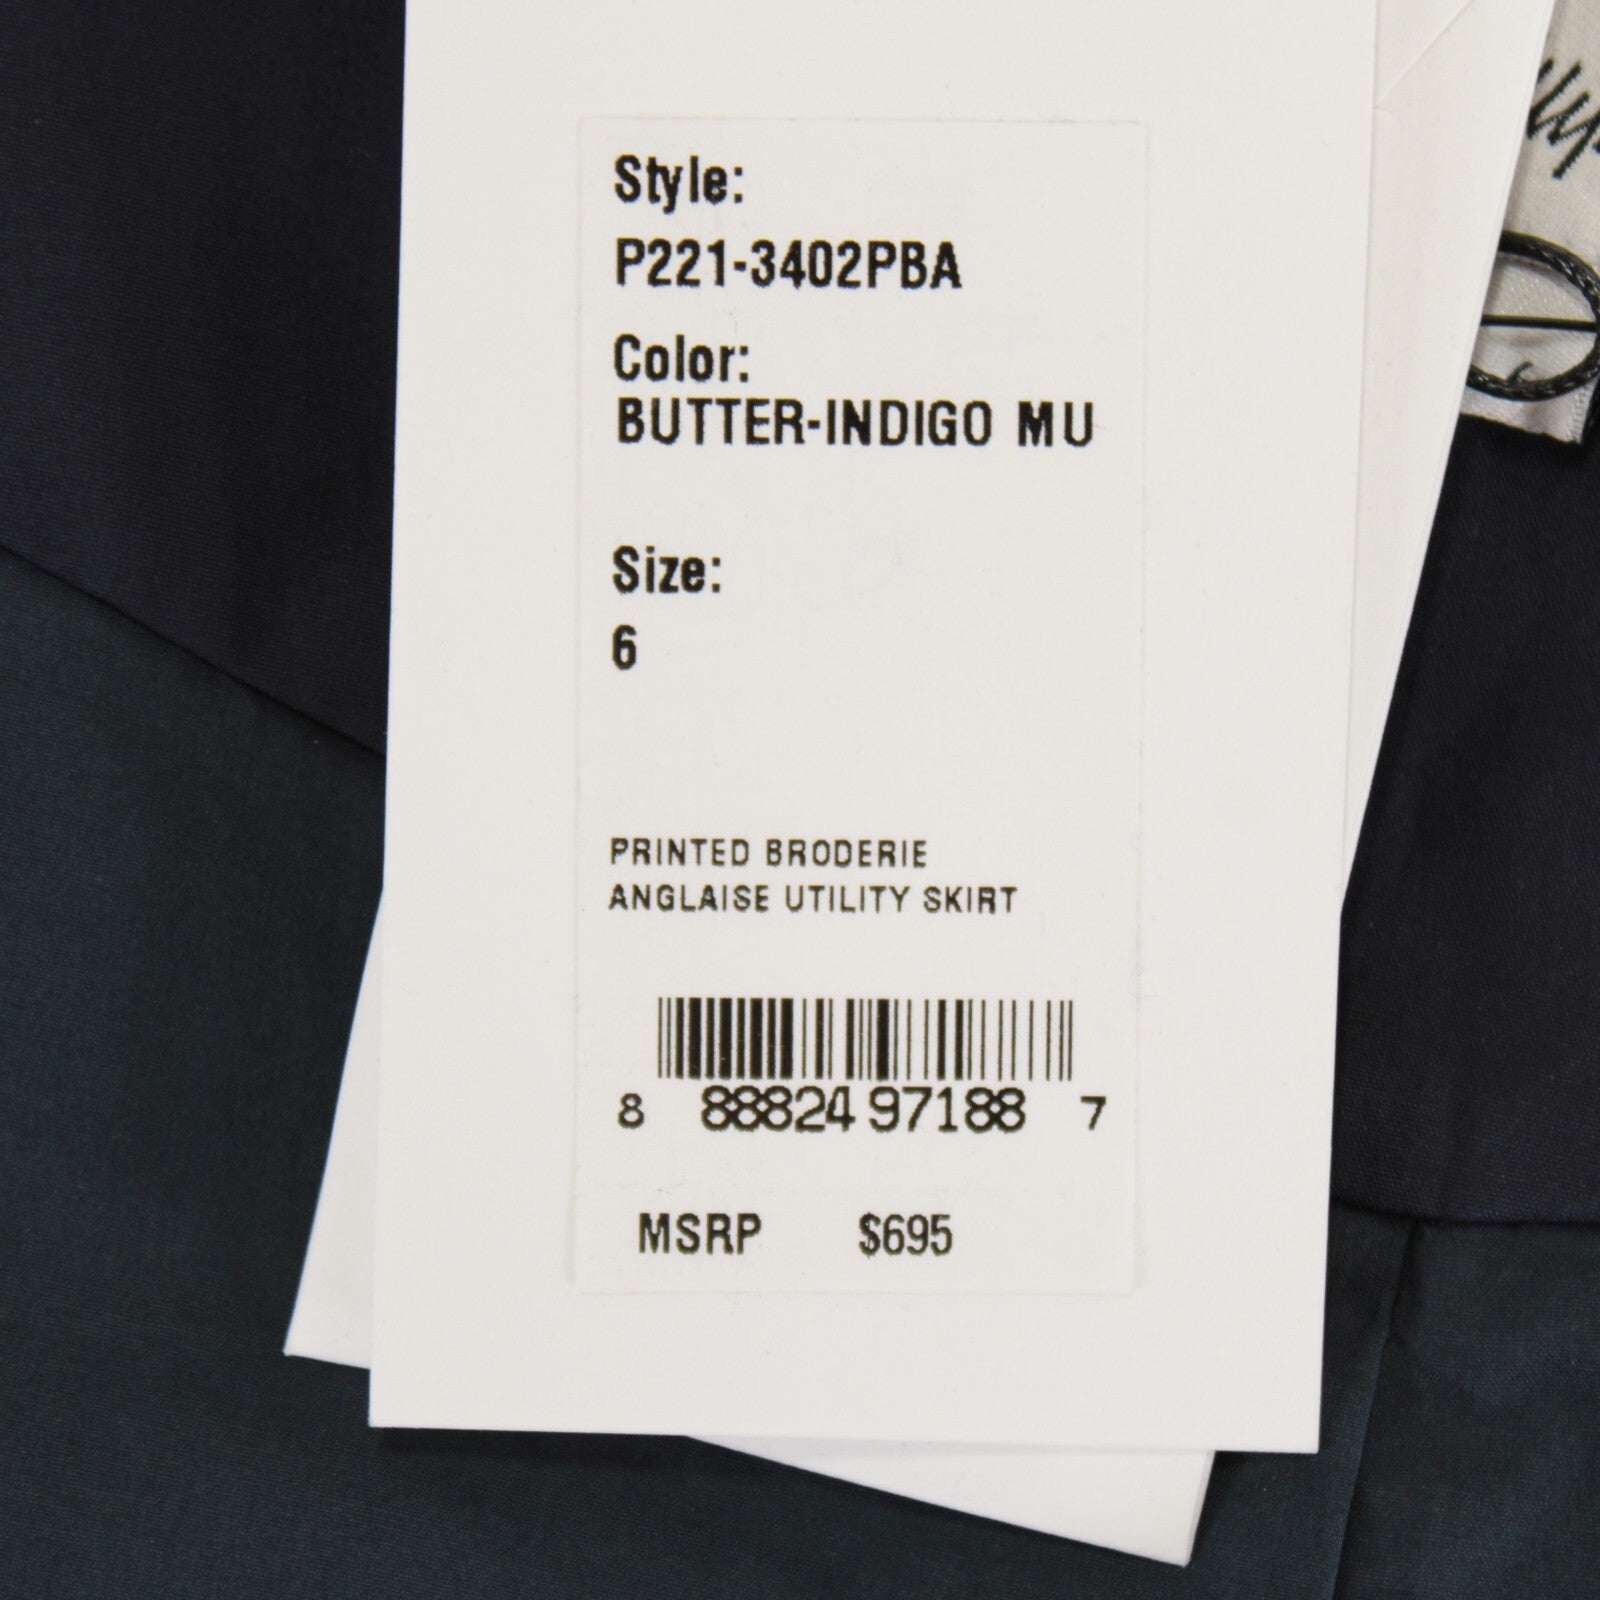 Style:
P221-3402PBA
Color:
BUTTER-INDIGO MU
Size:
6
PRINTED BRODERIE
ANGLAISE UTILITY SKIRT
8 88824 97188 7
MSRP $695